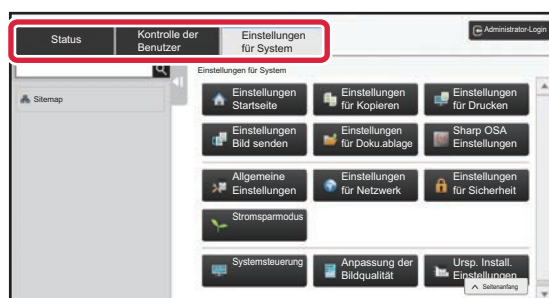 Status
Kontrolle der
Benutzer
Einstellungen
für System
Administrator-Login
Einstellungen für System
Sitemap
Einstellungen
Startseite
Einstellungen
für Kopieren
Einstellungen
für Drucken
Einstellungen
Bild senden
Einstellungen
für Doku.ablage
Sharp OSA
Einstellungen
Allgemeine
Einstellungen
Einstellungen
für Netzwerk
Einstellungen
für Sicherheit
Stromsparmodus
Systemsteuerung
Anpassung der
Bildqualität
Ursp. Install.
Einstellungen
Seitenanfang